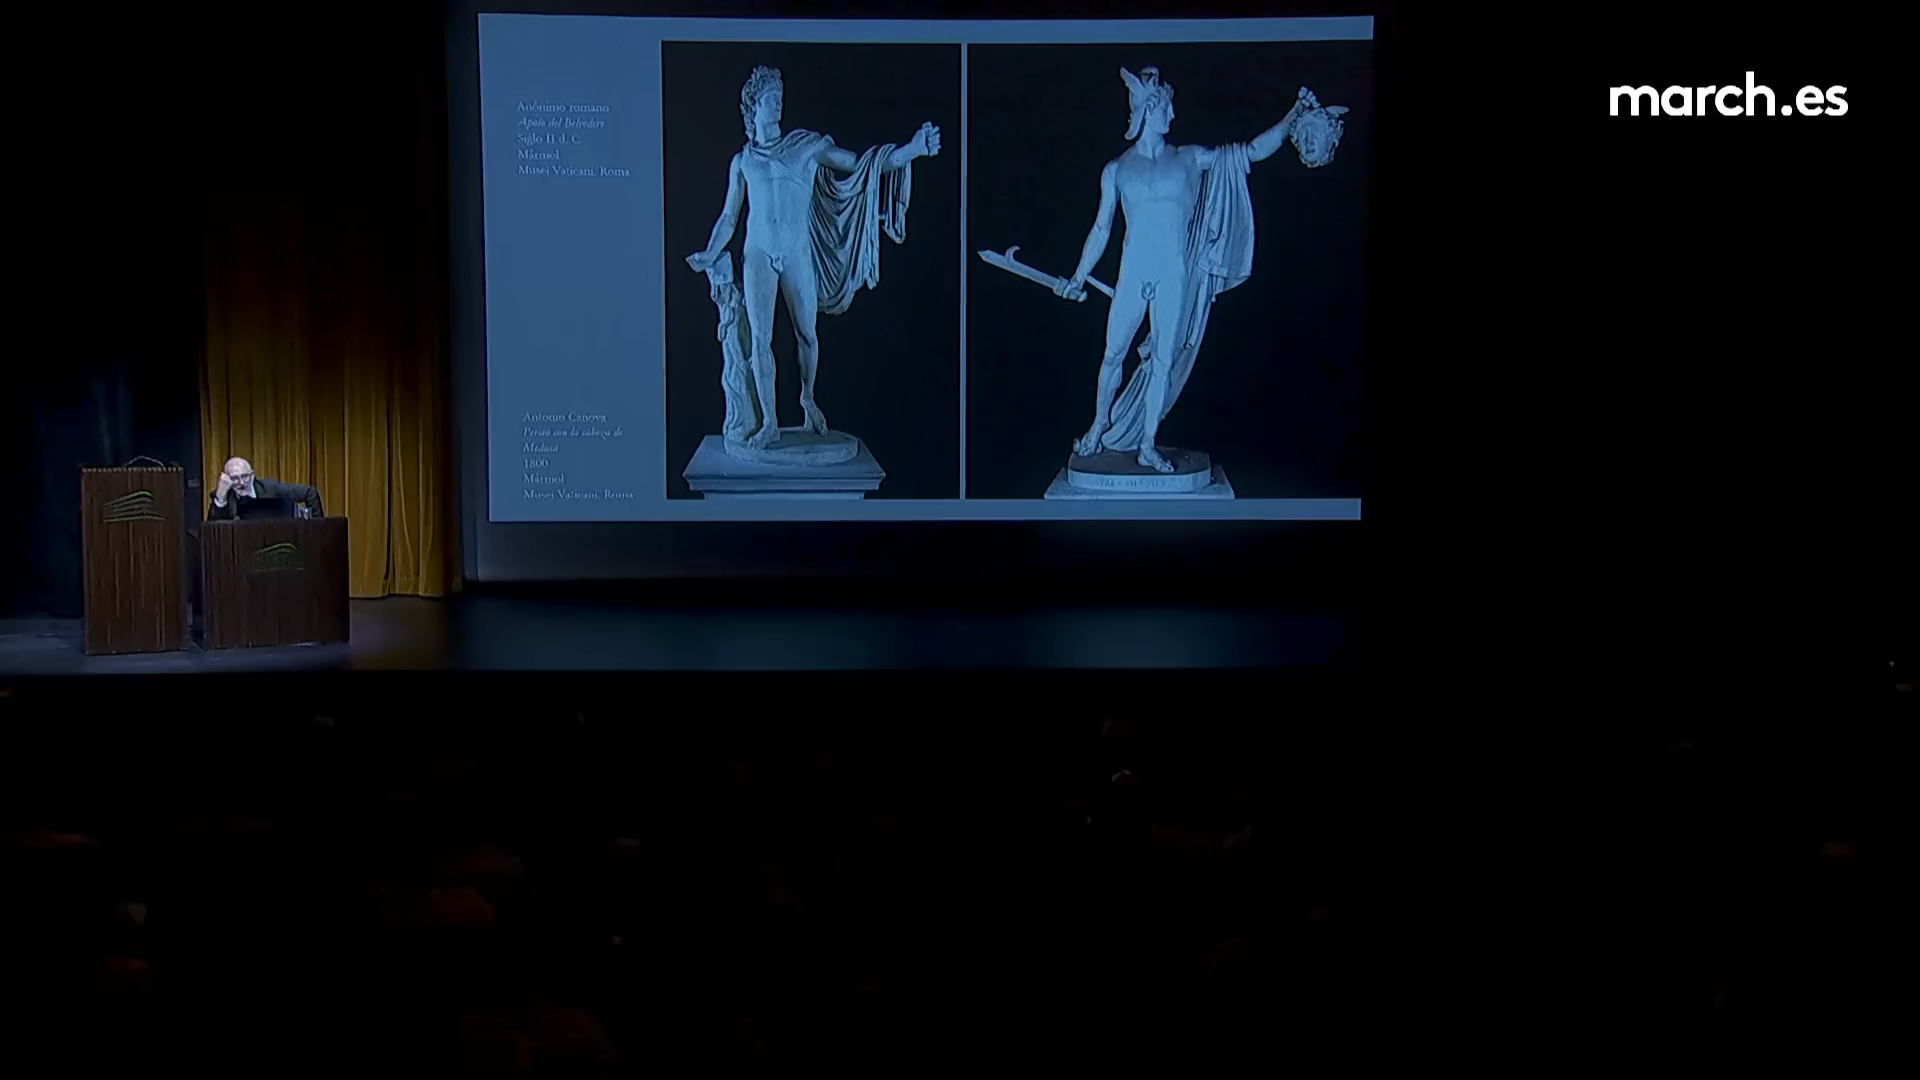 march.es
Anónimo romano
Apolo del Belvedere
Siglo II d. C.
Mármol
Musei Vaticani, Roma
Antonio Canova
Perseo con la cabeza de
Medusa
1800
Mármol
Musei Vaticani, Roma